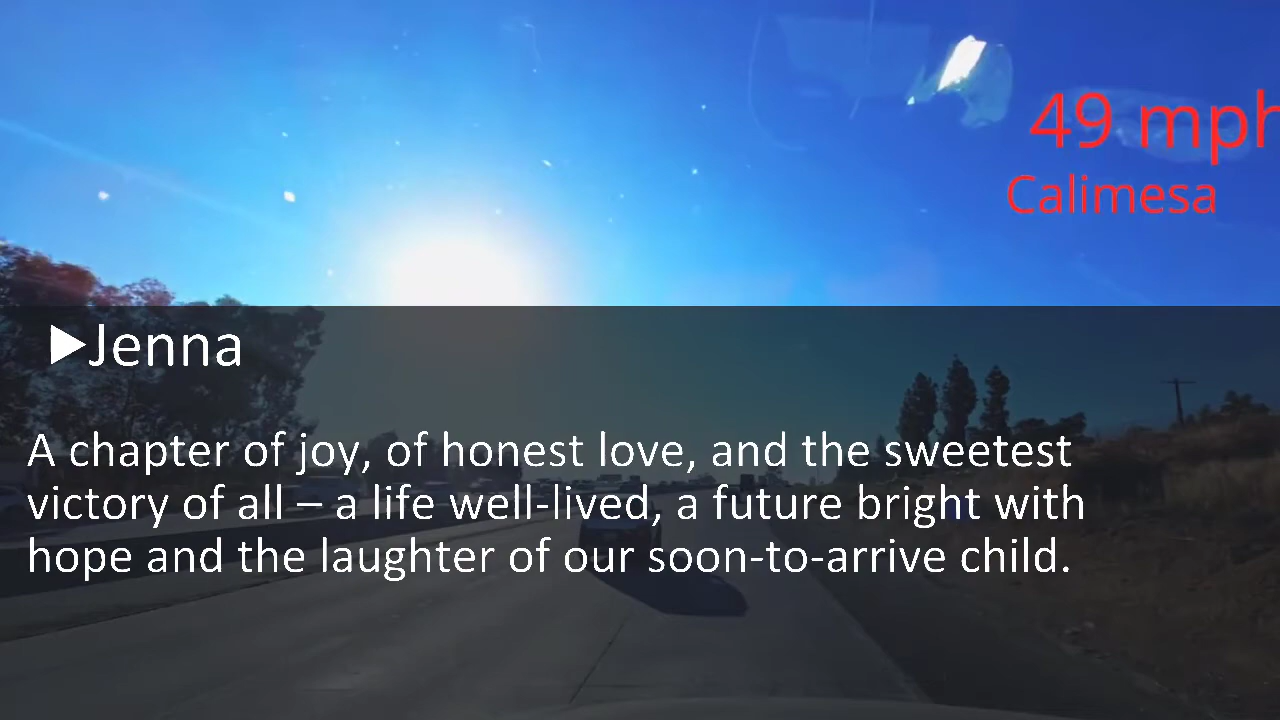 49 mph
Calimesa
▶Jenna
A chapter of joy, of honest love, and the sweetest
victory of all – a life well-lived, a future bright with
hope and the laughter of our soon-to-arrive child.